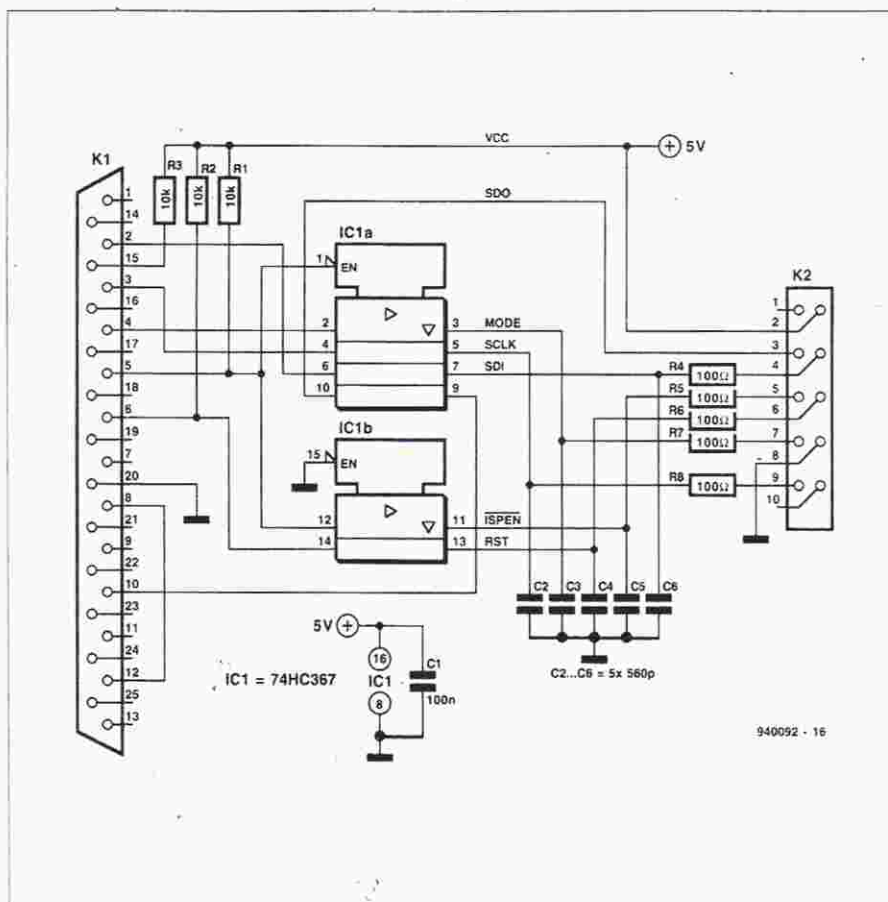 K1
VCC
5V
R3
R2
R1
10k
10k
10k
SDO
1
14
2
15
3
16
4
17
5
18
6
19
7
20
8
21
9
22
10
23
11
24
12
25
13
IC1a
1
EN
2
3
MODE
4
5
SCLK
6
7
SDI
10
9
IC1b
15
EN
12
11
ISPEN
14
13
RST
K2
1
2
3
4
5
6
7
8
9
10
R4
100Ω
R5
100Ω
R6
100Ω
R7
100Ω
R8
100Ω
C2
C3
C4
C5
C6
C2...C6 = 5x 560p
5V
16
IC1
8
C1
100n
IC1 = 74HC367
940092 - 16